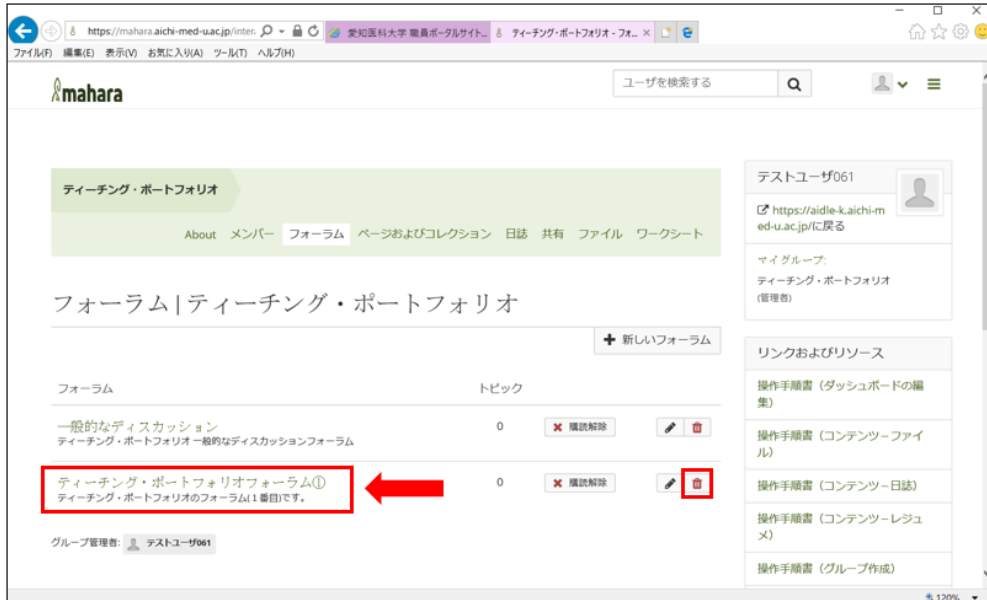 https://mahara.aichi-med-u.ac.jp/inter.
愛知医科大学 職員ポータルサイト...
ティーチング・ポートフォリオ - フォ...
ファイル(F) 編集(E) 表示(V) お気に入り(A) ツール(T) ヘルプ(H)
mahara
ユーザを検索する
ティーチング・ポートフォリオ
About メンバー フォーラム ページおよびコレクション 日誌 共有 ファイル ワークシート
フォーラム | ティーチング・ポートフォリオ
新しいフォーラム
フォーラム トピック
一般的なディスカッション 0 購読解除
ティーチング・ポートフォリオ 一般的なディスカッションフォーラム
ティーチング・ポートフォリオフォーラム① 0 購読解除
ティーチング・ポートフォリオのフォーラム(1番目)です。
グループ管理者: テストユーザ061
テストユーザ061
https://aidle-k.aichi-m
ed-u.ac.jp/に戻る
マイグループ:
ティーチング・ポートフォリオ
(管理者)
リンクおよびリソース
操作手順書（ダッシュボードの編
集）
操作手順書（コンテンツ－ファイ
ル）
操作手順書（コンテンツ－日誌）
操作手順書（コンテンツ－レジュ
メ）
操作手順書（グループ作成）
120%